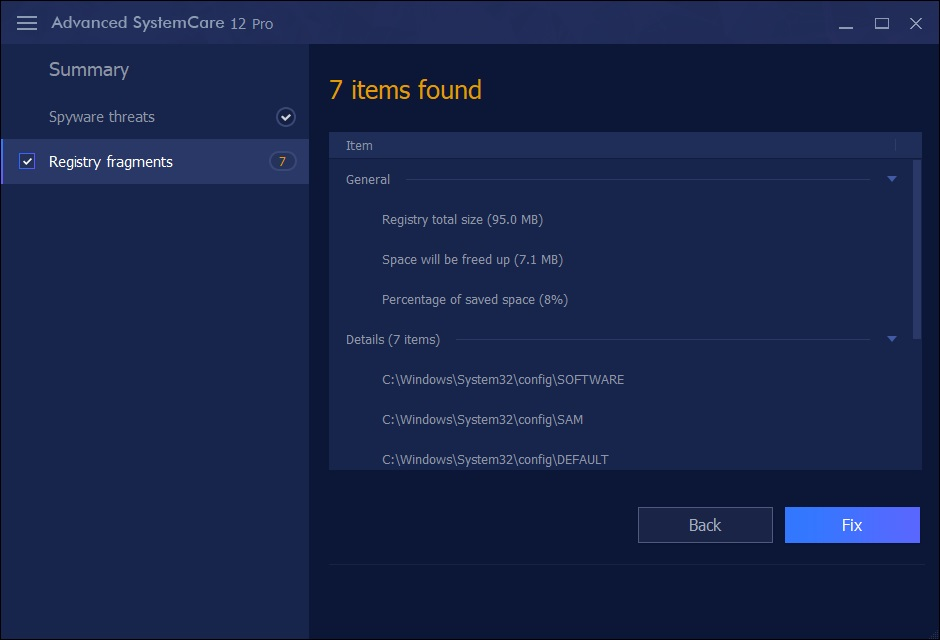 Advanced SystemCare 12 Pro
Summary
Spyware threats
Registry fragments 7
7 items found
Item
General
Registry total size (95.0 MB)
Space will be freed up (7.1 MB)
Percentage of saved space (8%)
Details (7 items)
C:\Windows\System32\config\SOFTWARE
C:\Windows\System32\config\SAM
C:\Windows\System32\config\DEFAULT
Back Fix